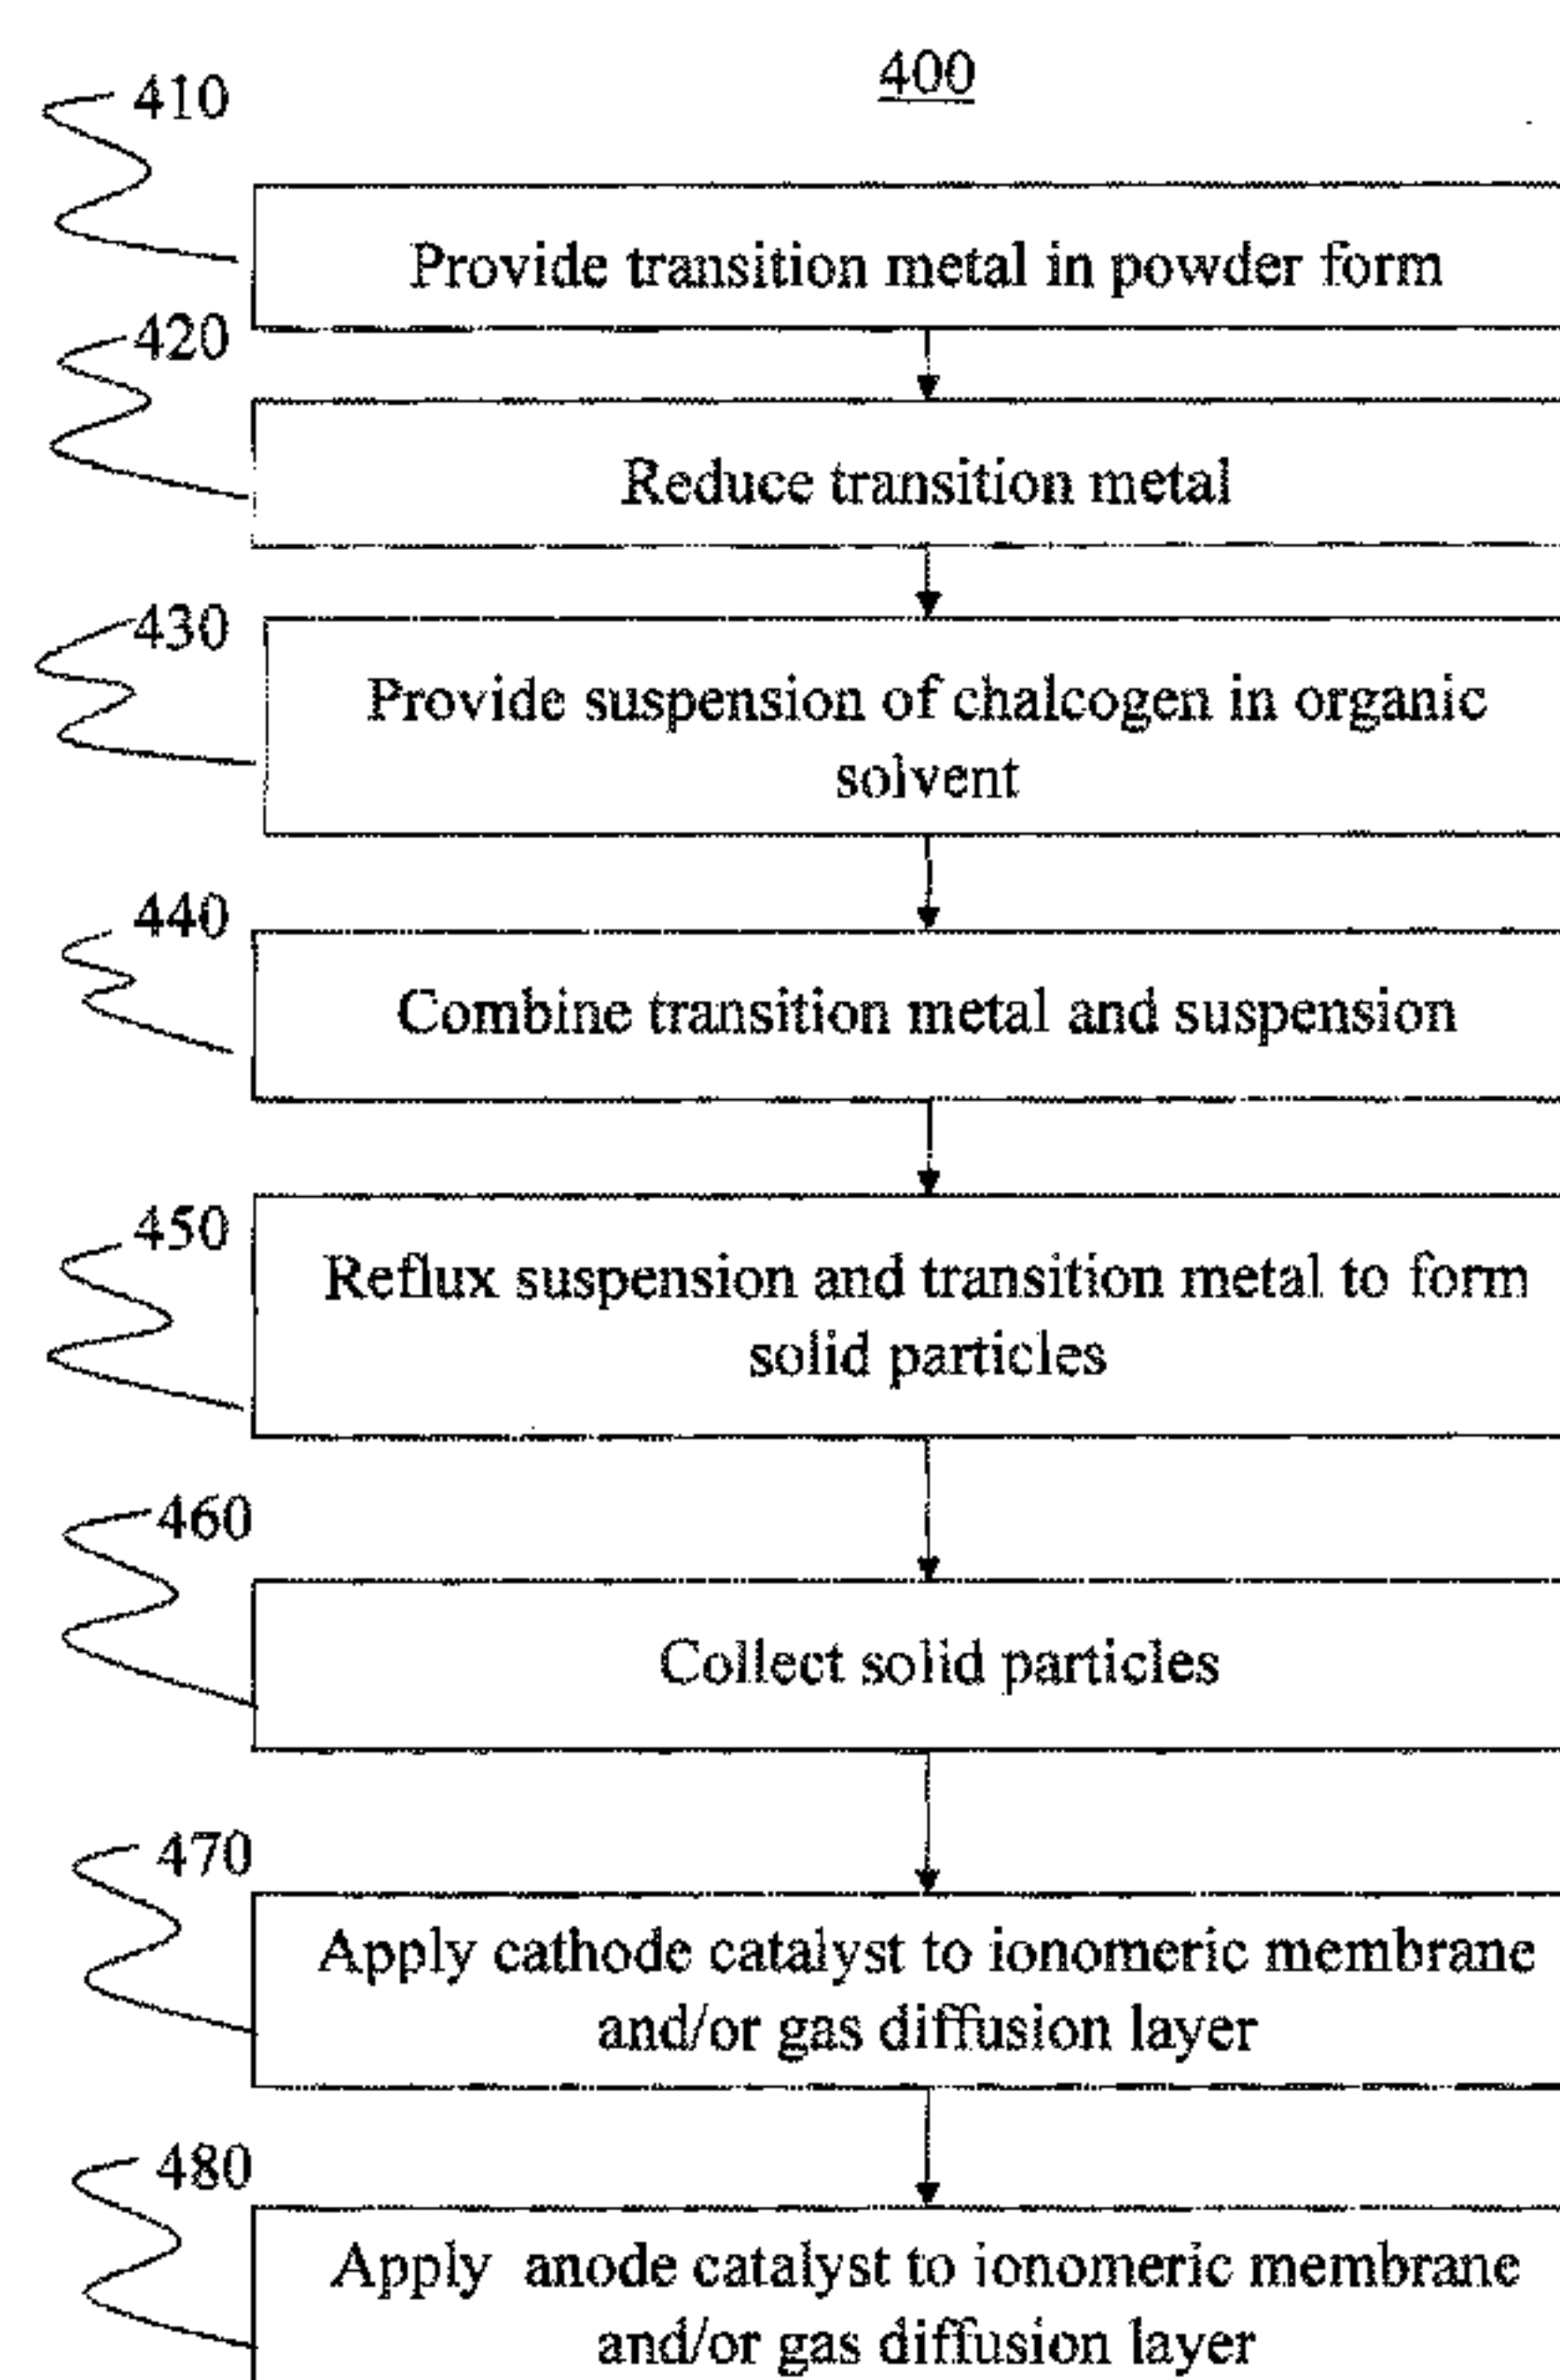 400
410
Provide transition metal in powder form
420
Reduce transition metal
430
Provide suspension of chalcogen in organic
solvent
440
Combine transition metal and suspension
450
Reflux suspension and transition metal to form
solid particles
460
Collect solid particles
470
Apply cathode catalyst to ionomeric membrane
and/or gas diffusion layer
480
Apply anode catalyst to ionomeric membrane
and/or gas diffusion layer